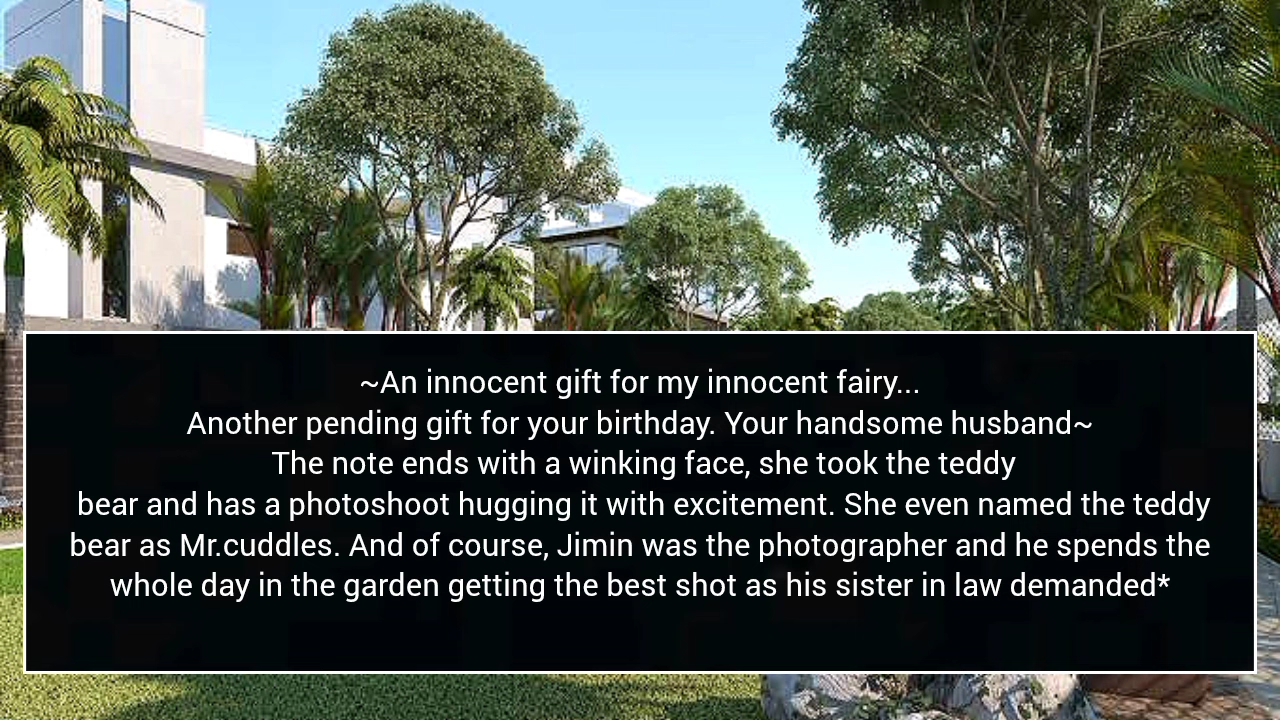 ~An innocent gift for my innocent fairy...
Another pending gift for your birthday. Your handsome husband~
The note ends with a winking face, she took the teddy
bear and has a photoshoot hugging it with excitement. She even named the teddy
bear as Mr.cuddles. And of course, Jimin was the photographer and he spends the
whole day in the garden getting the best shot as his sister in law demanded*